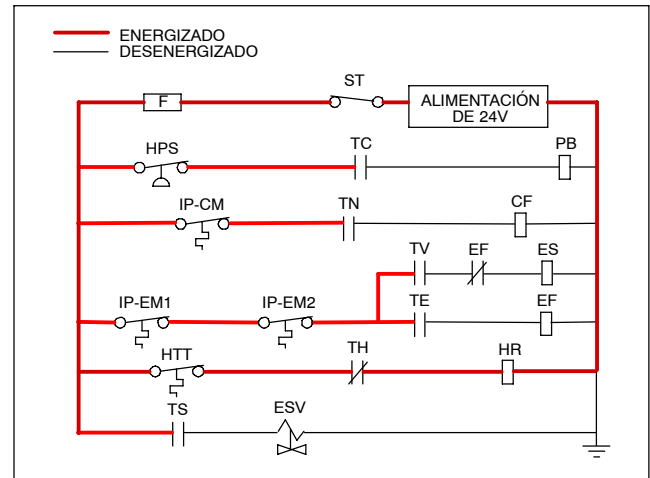 ENERGIZADO
DESENERGIZADO
F
ST
ALIMENTACIÓN
DE 24V
HPS
TC
PB
IP-CM
TN
CF
TV
EF
ES
IP-EM1
IP-EM2
TE
EF
HTT
TH
HR
TS
ESV